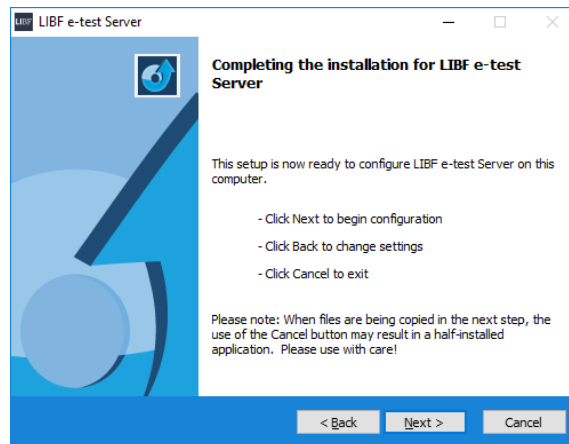 LIBF LIBF e-test Server
Completing the installation for LIBF e-test
Server
This setup is now ready to configure LIBF e-test Server on this
computer.
- Click Next to begin configuration
- Click Back to change settings
- Click Cancel to exit
Please note: When files are being copied in the next step, the
use of the Cancel button may result in a half-installed
application.  Please use with care!
< Back Next > Cancel